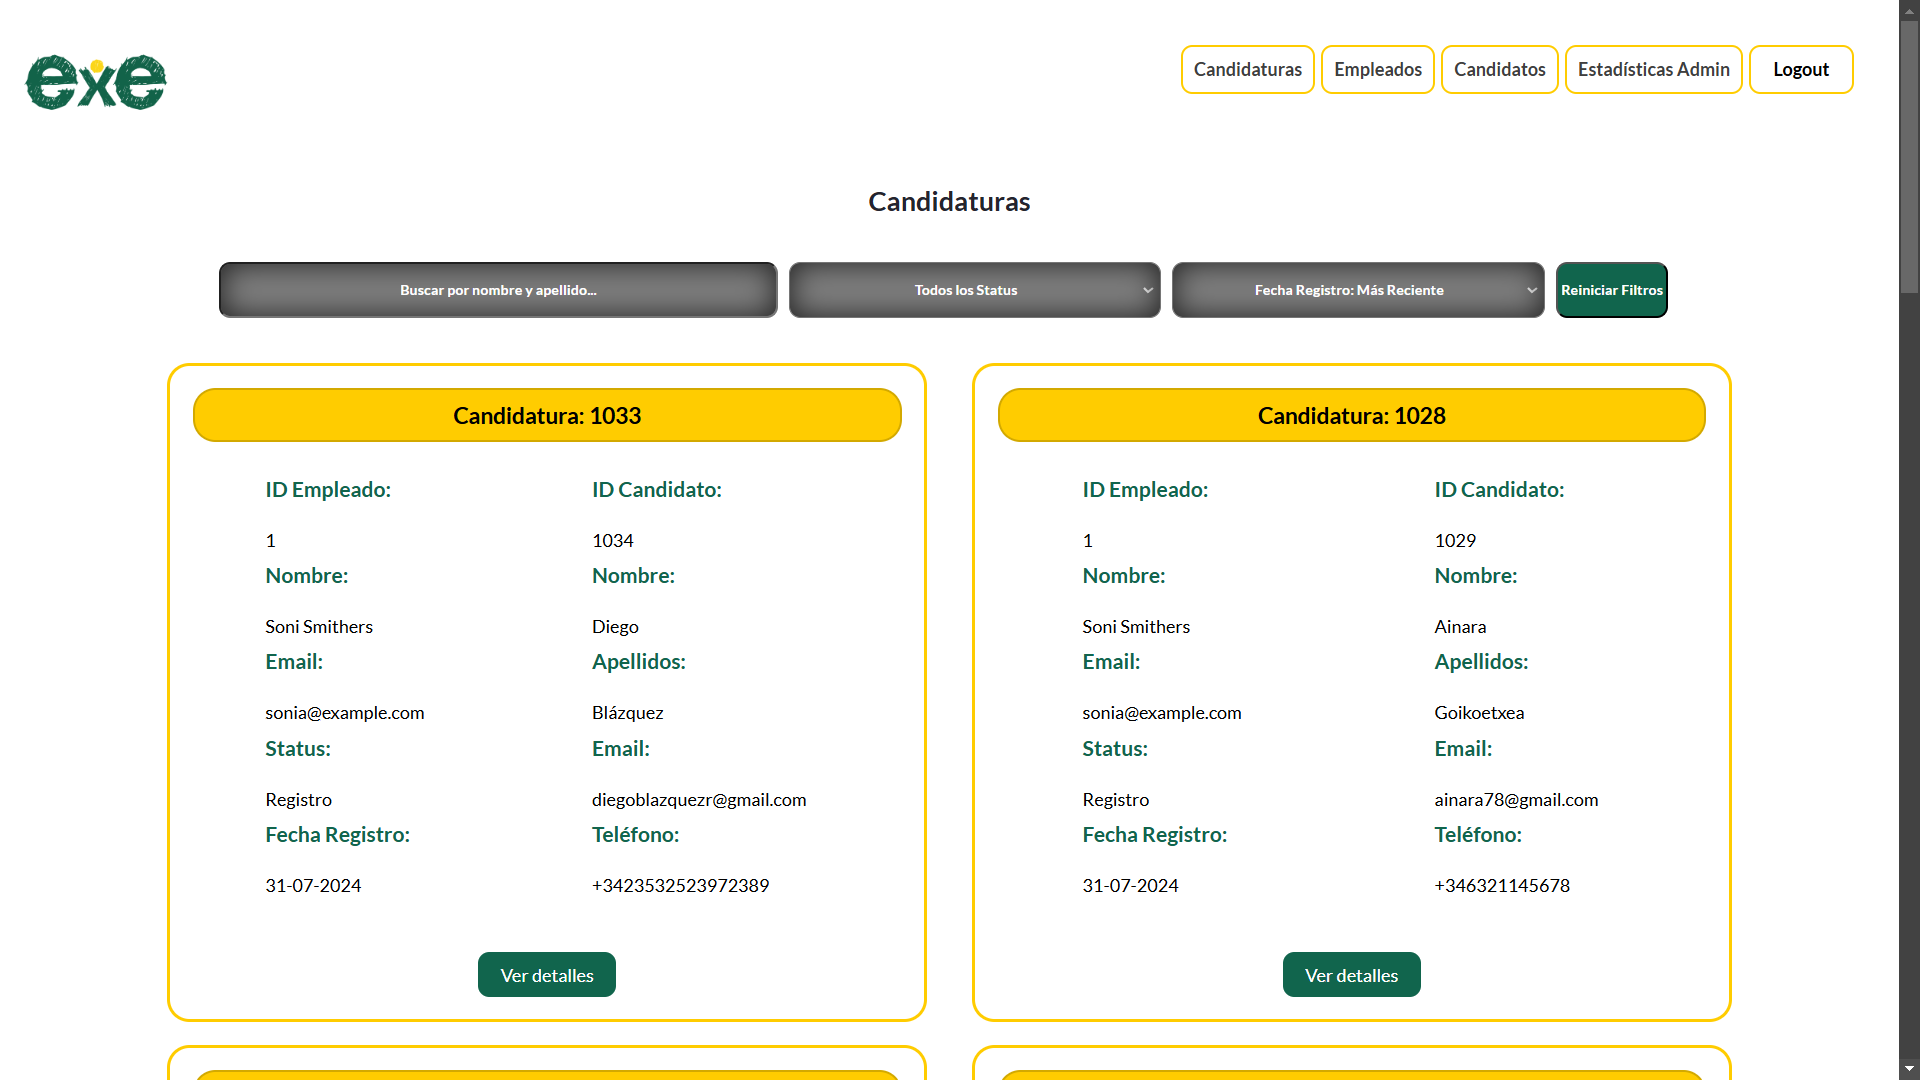 exe
Candidaturas
Empleados
Candidatos
Estadísticas Admin
Logout
Candidaturas
Buscar por nombre y apellido...
Todos los Status
Fecha Registro: Más Reciente
Reiniciar Filtros
Candidatura: 1033
ID Empleado:
1
Nombre:
Soni Smithers
Email:
sonia@example.com
Status:
Registro
Fecha Registro:
31-07-2024
ID Candidato:
1034
Nombre:
Diego
Apellidos:
Blázquez
Email:
diegoblazquezr@gmail.com
Teléfono:
+3423532523972389
Ver detalles
Candidatura: 1028
ID Empleado:
1
Nombre:
Soni Smithers
Email:
sonia@example.com
Status:
Registro
Fecha Registro:
31-07-2024
ID Candidato:
1029
Nombre:
Ainara
Apellidos:
Goikoetxea
Email:
ainara78@gmail.com
Teléfono:
+346321145678
Ver detalles